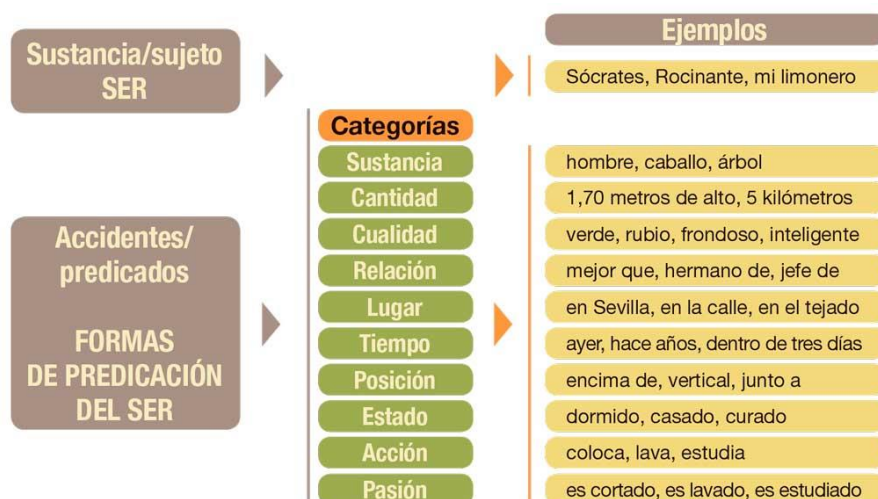 Ejemplos
Sustancia/sujeto
SER
Sócrates, Rocinante, mi limonero
Categorías
Accidentes/
predicados
FORMAS
DE PREDICACIÓN
DEL SER
Sustancia
hombre, caballo, árbol
Cantidad
1,70 metros de alto, 5 kilómetros
Cualidad
verde, rubio, frondoso, inteligente
Relación
mejor que, hermano de, jefe de
Lugar
en Sevilla, en la calle, en el tejado
Tiempo
ayer, hace años, dentro de tres días
Posición
encima de, vertical, junto a
Estado
dormido, casado, curado
Acción
coloca, lava, estudia
Pasión
es cortado, es lavado, es estudiado